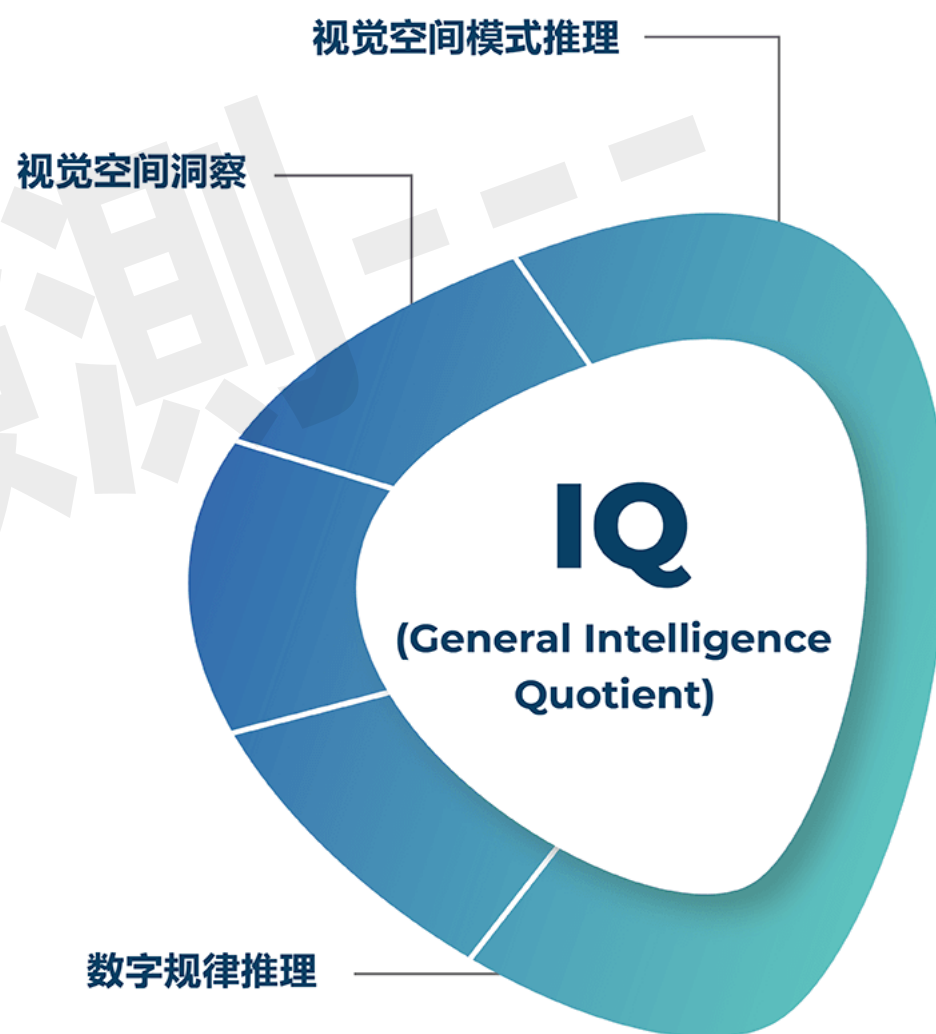 视觉空间模式推理
视觉空间洞察
IQ
(General Intelligence
Quotient)
数字规律推理